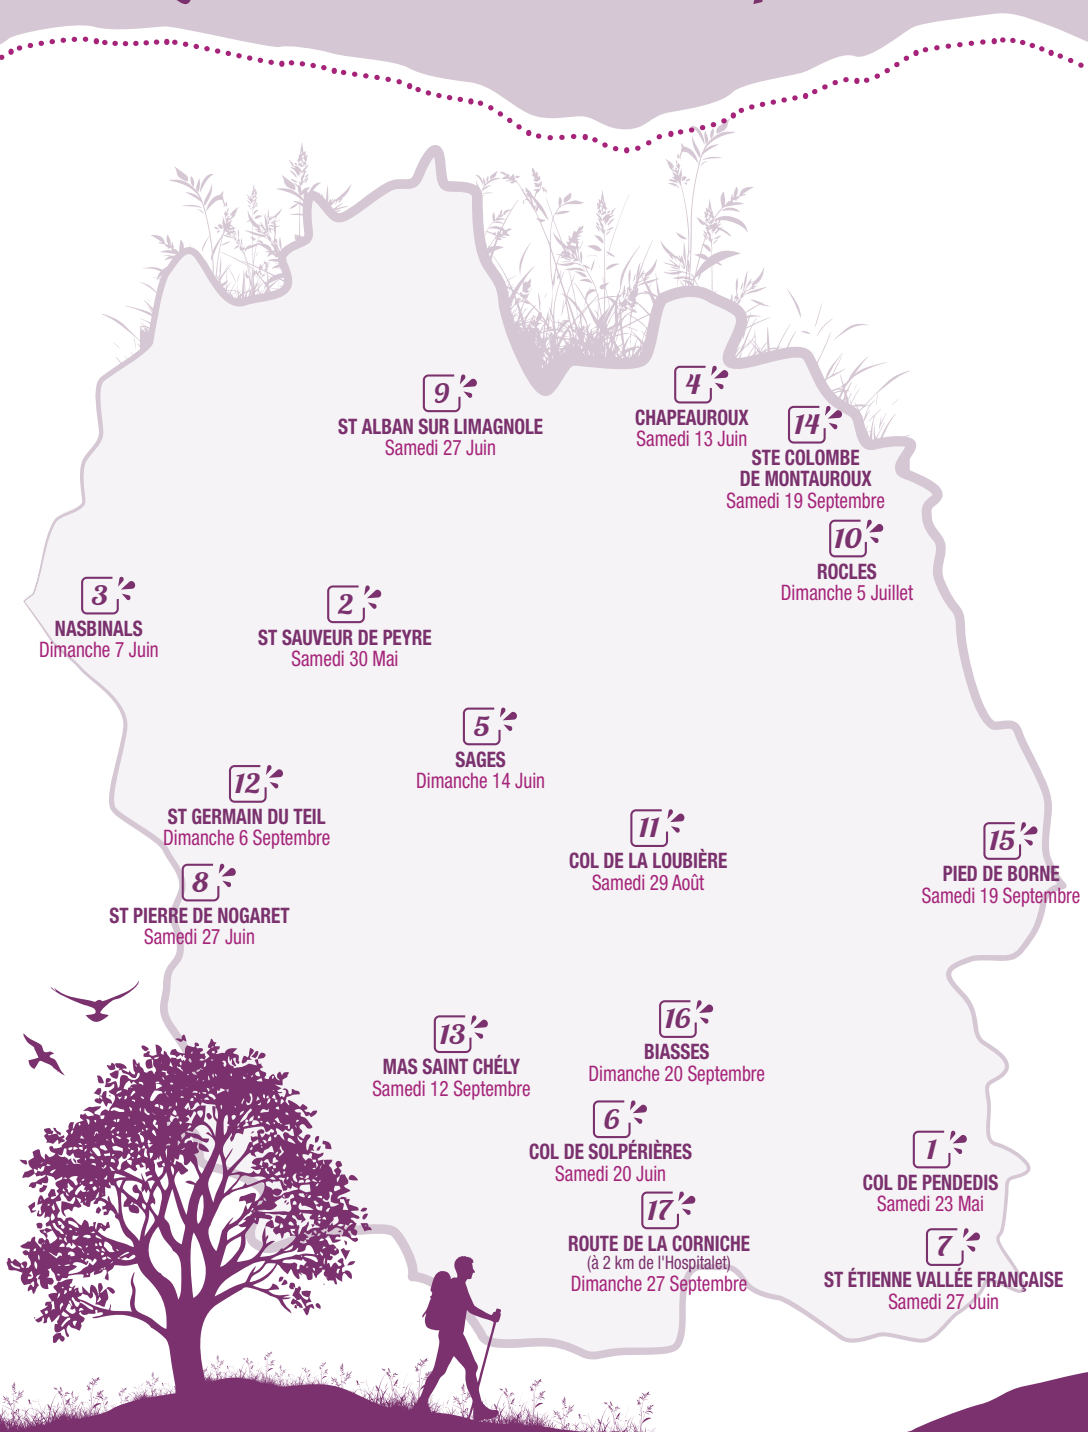 9
ST ALBAN SUR LIMAGNOLE
Samedi 27 Juin
4
CHAPEAUROUX
Samedi 13 Juin
14
STE COLOMBE
DE MONTAUROUX
Samedi 19 Septembre
10
ROCLES
Dimanche 5 Juillet
3
NASBINALS
Dimanche 7 Juin
2
ST SAUVEUR DE PEYRE
Samedi 30 Mai
5
SAGES
Dimanche 14 Juin
12
ST GERMAIN DU TEIL
Dimanche 6 Septembre
11
COL DE LA LOUBIÈRE
Samedi 29 Août
15
PIED DE BORNE
Samedi 19 Septembre
8
ST PIERRE DE NOGARET
Samedi 27 Juin
13
MAS SAINT CHÉLY
Samedi 12 Septembre
16
BIASSES
Dimanche 20 Septembre
6
COL DE SOLPÉRIÈRES
Samedi 20 Juin
1
COL DE PENDEDIS
Samedi 23 Mai
17
ROUTE DE LA CORNICHE
(à 2 km de l'Hospitalet)
Dimanche 27 Septembre
7
ST ÉTIENNE VALLÉE FRANÇAISE
Samedi 27 Juin